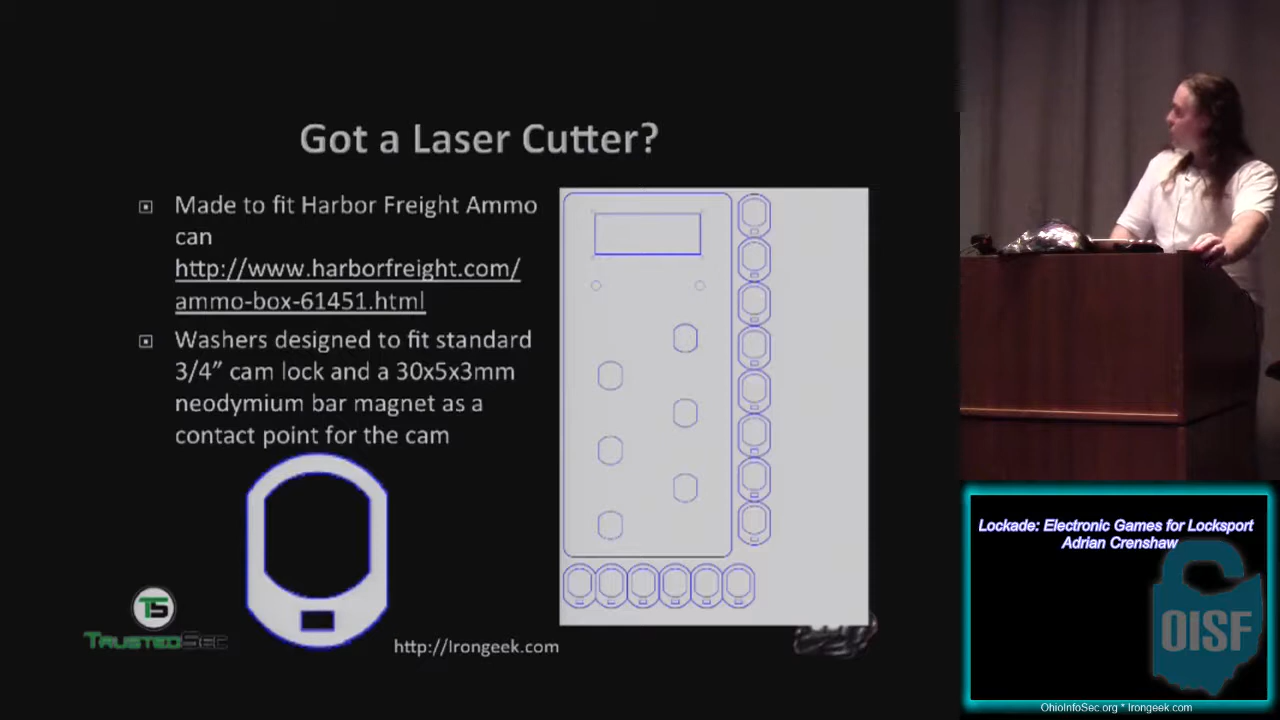 Got a Laser Cutter?
Made to fit Harbor Freight Ammo
can
http://www.harborfreight.com/
ammo-box-61451.html
Washers designed to fit standard
3/4” cam lock and a 30x5x3mm
neodymium bar magnet as a
contact point for the cam
TS
TRUSTEDSEC
http://Irongeek.com
Lockade: Electronic Games for Locksport
Adrian Crenshaw
OISF
OhioInfoSec.org * Irongeek.com